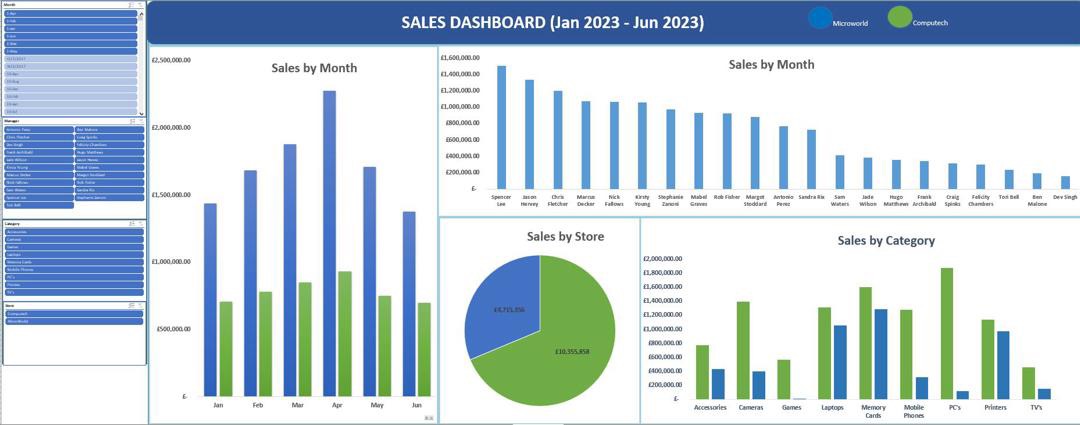 Month
Manager
Antonio Perez
Ben Malone
Chris Fletcher
Craig Spinks
Dev Singh
Felicity Chambers
Frank Archibald
Hugo Matthews
Jade Wilson
Jason Hervey
Kirsty Young
Mabel Graves
Marcus Decker
Margot Stoddard
Nick Fallows
Rob Fisher
Sam Waters
Sandra Rix
Spencer Lee
Stephanie Zanoni
Tori Bell
Category
Accessories
Cameras
Games
Laptops
Memory Cards
Mobile Phones
PC's
Printers
TV's
Store
Computech
Microworld
SALES DASHBOARD (Jan 2023 - Jun 2023)
Microworld
Computech
Sales by Month
£2,500,000.00
£2,000,000.00
£1,500,000.00
£1,000,000.00
£500,000.00
£-
Jan Feb Mar Apr May Jun
Sales by Month
£1,600,000.00
£1,400,000.00
£1,200,000.00
£1,000,000.00
£800,000.00
£600,000.00
£400,000.00
£200,000.00
£-
Spencer Jason Chris Marcus Nick Kirsty Stephanie Mabel Rob Fisher Margot Antonio Sandra Rix Sam Jade Hugo Frank Craig Felicity Tori Bell Ben Dev Singh
Lee Hervey Fletcher Decker Fallows Young Zanoni Graves Stoddard Perez Waters Wilson Matthews Archibald Spinks Chambers Malone
Sales by Store
£10,355,858
Sales by Category
£2,000,000.00
£1,800,000.00
£1,600,000.00
£1,400,000.00
£1,200,000.00
£1,000,000.00
£800,000.00
£600,000.00
£400,000.00
£200,000.00
£-
Accessories Cameras Games Laptops Memory Mobile PC's Printers TV's
Cards Phones